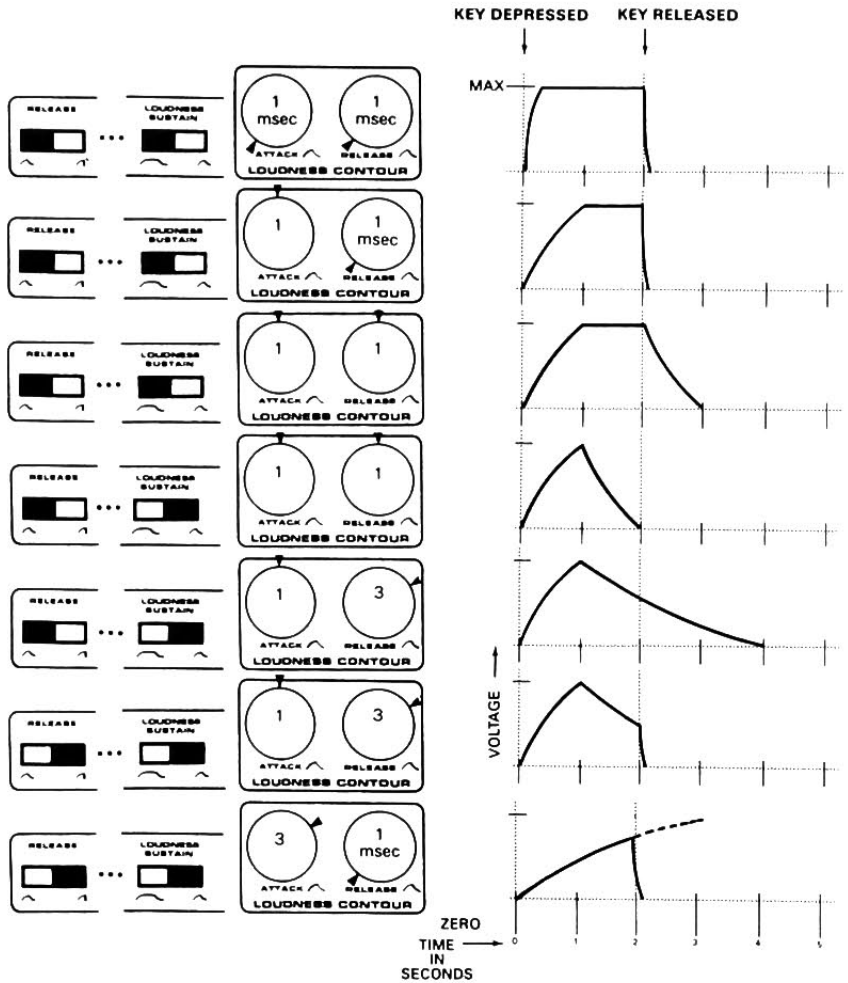 KEY DEPRESSED KEY RELEASED
MAX
RELEASE ... LOUDNESS SUSTAIN
1 msec 1 msec
ATTACK RELEASE
LOUDNESS CONTOUR
RELEASE ... LOUDNESS SUSTAIN
1 1 msec
ATTACK RELEASE
LOUDNESS CONTOUR
RELEASE ... LOUDNESS SUSTAIN
1 1
ATTACK RELEASE
LOUDNESS CONTOUR
RELEASE ... LOUDNESS SUSTAIN
1 1
ATTACK RELEASE
LOUDNESS CONTOUR
RELEASE ... LOUDNESS SUSTAIN
1 3
ATTACK RELEASE
LOUDNESS CONTOUR
RELEASE ... LOUDNESS SUSTAIN
1 3
ATTACK RELEASE
LOUDNESS CONTOUR
VOLTAGE
RELEASE ... LOUDNESS SUSTAIN
3 1 msec
ATTACK RELEASE
LOUDNESS CONTOUR
ZERO
0 1 2 3 4 5
TIME
IN
SECONDS